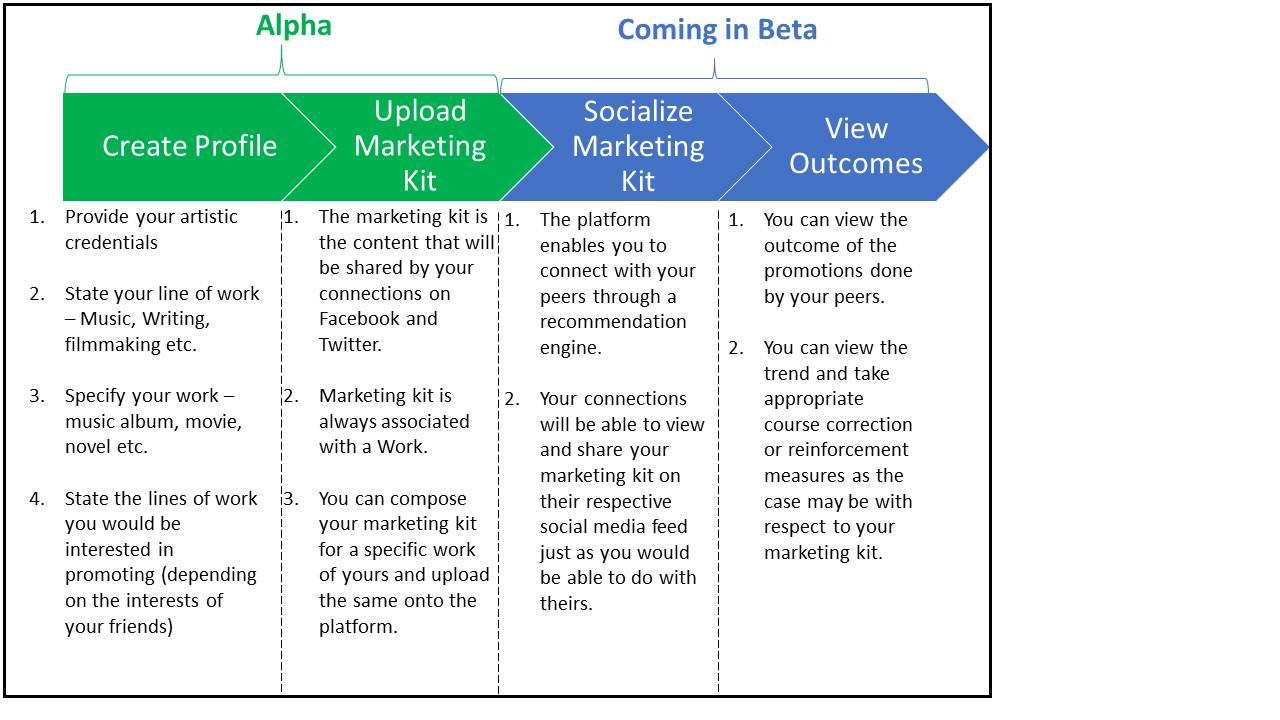 Alpha
Coming in Beta
Create Profile
Upload
Marketing
Kit
Socialize
Marketing
Kit
View
Outcomes
1. Provide your artistic
credentials
2. State your line of work
– Music, Writing,
filmmaking etc.
3. Specify your work –
music album, movie,
novel etc.
4. State the lines of work
you would be
interested in
promoting (depending
on the interests of
your friends)
1. The marketing kit is
the content that will
be shared by your
connections on
Facebook and
Twitter.
2. Marketing kit is
always associated
with a Work.
3. You can compose
your marketing kit
for a specific work
of yours and upload
the same onto the
platform.
1. The platform
enables you to
connect with your
peers through a
recommendation
engine.
2. Your connections
will be able to view
and share your
marketing kit on
their respective
social media feed
just as you would
be able to do with
theirs.
1. You can view the
outcome of the
promotions done
by your peers.
2. You can view the
trend and take
appropriate
course correction
or reinforcement
measures as the
case may be with
respect to your
marketing kit.